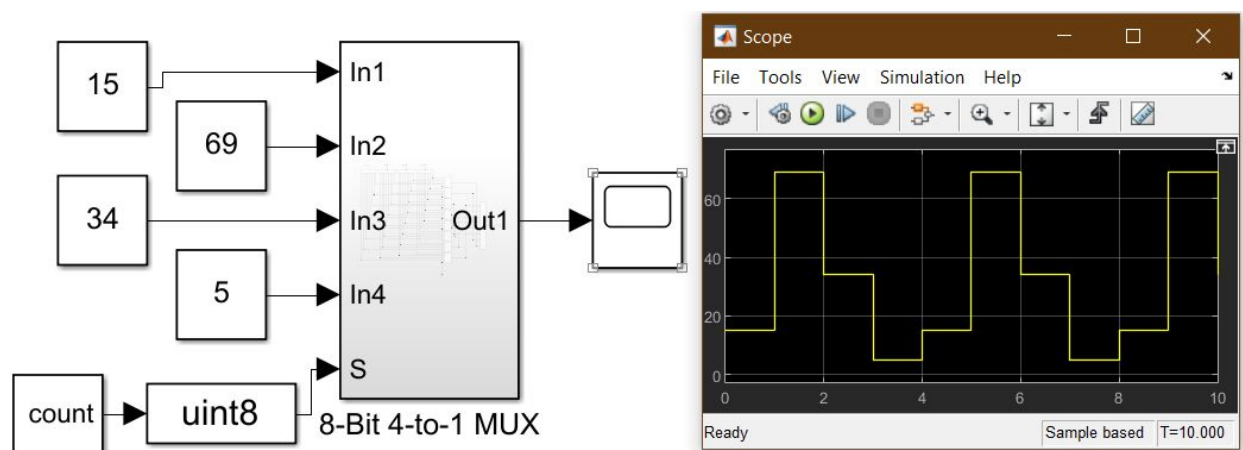 15
69
34
5
count
uint8
In1
In2
In3
In4
S
Out1
8-Bit 4-to-1 MUX
Scope
File Tools View Simulation Help
60
40
20
0
0 2 4 6 8 10
Ready Sample based T=10.000